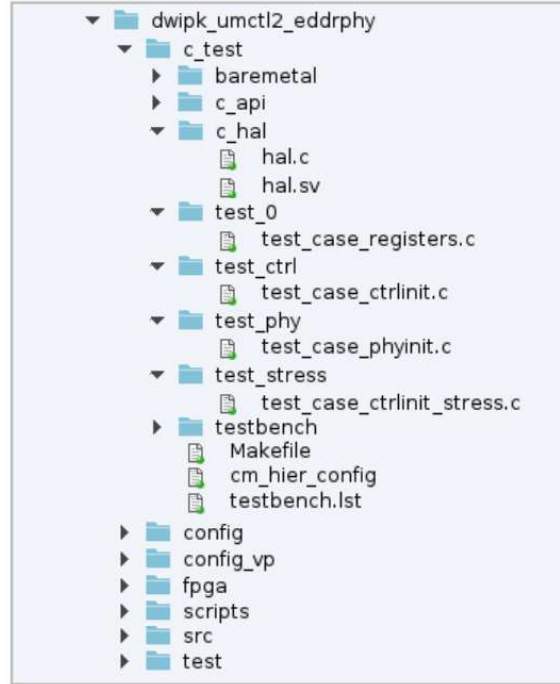 dwipk_umctl2_eddrphy
c_test
baremetal
c_api
c_hal
hal.c
hal.sv
test_0
test_case_registers.c
test_ctrl
test_case_ctrlinit.c
test_phy
test_case_phyinit.c
test_stress
test_case_ctrlinit_stress.c
testbench
Makefile
cm_hier_config
testbench.lst
config
config_vp
fpga
scripts
src
test